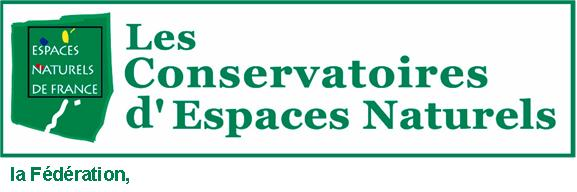 ESPACES
NATURELS
DE FRANCE
Les
Conservatoires
d'Espaces Naturels
la Fédération,